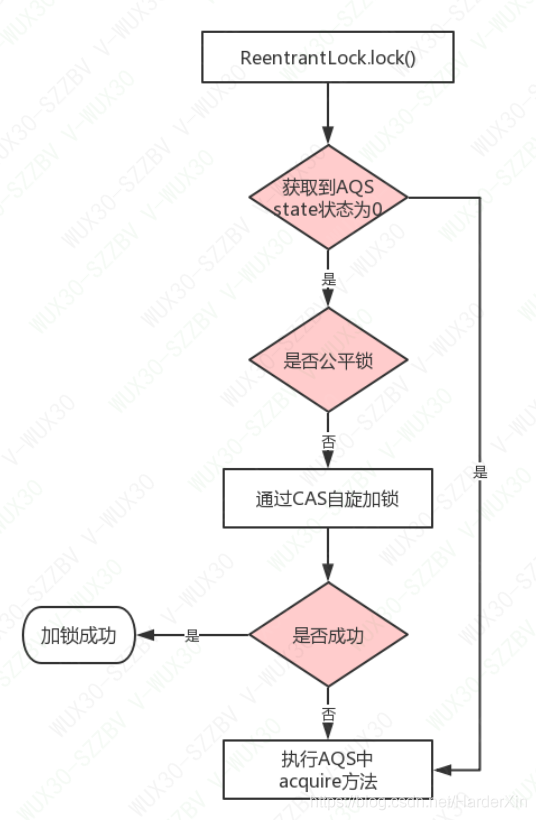 ReentrantLock.lock()
获取到AQS
state状态为0
是
是否公平锁
否
是
通过CAS自旋加锁
加锁成功
是
是否成功
否
执行AQS中
acquire方法
https://blog.csdn.net/HarderXin
WUX30-SZZBV V-WUX30